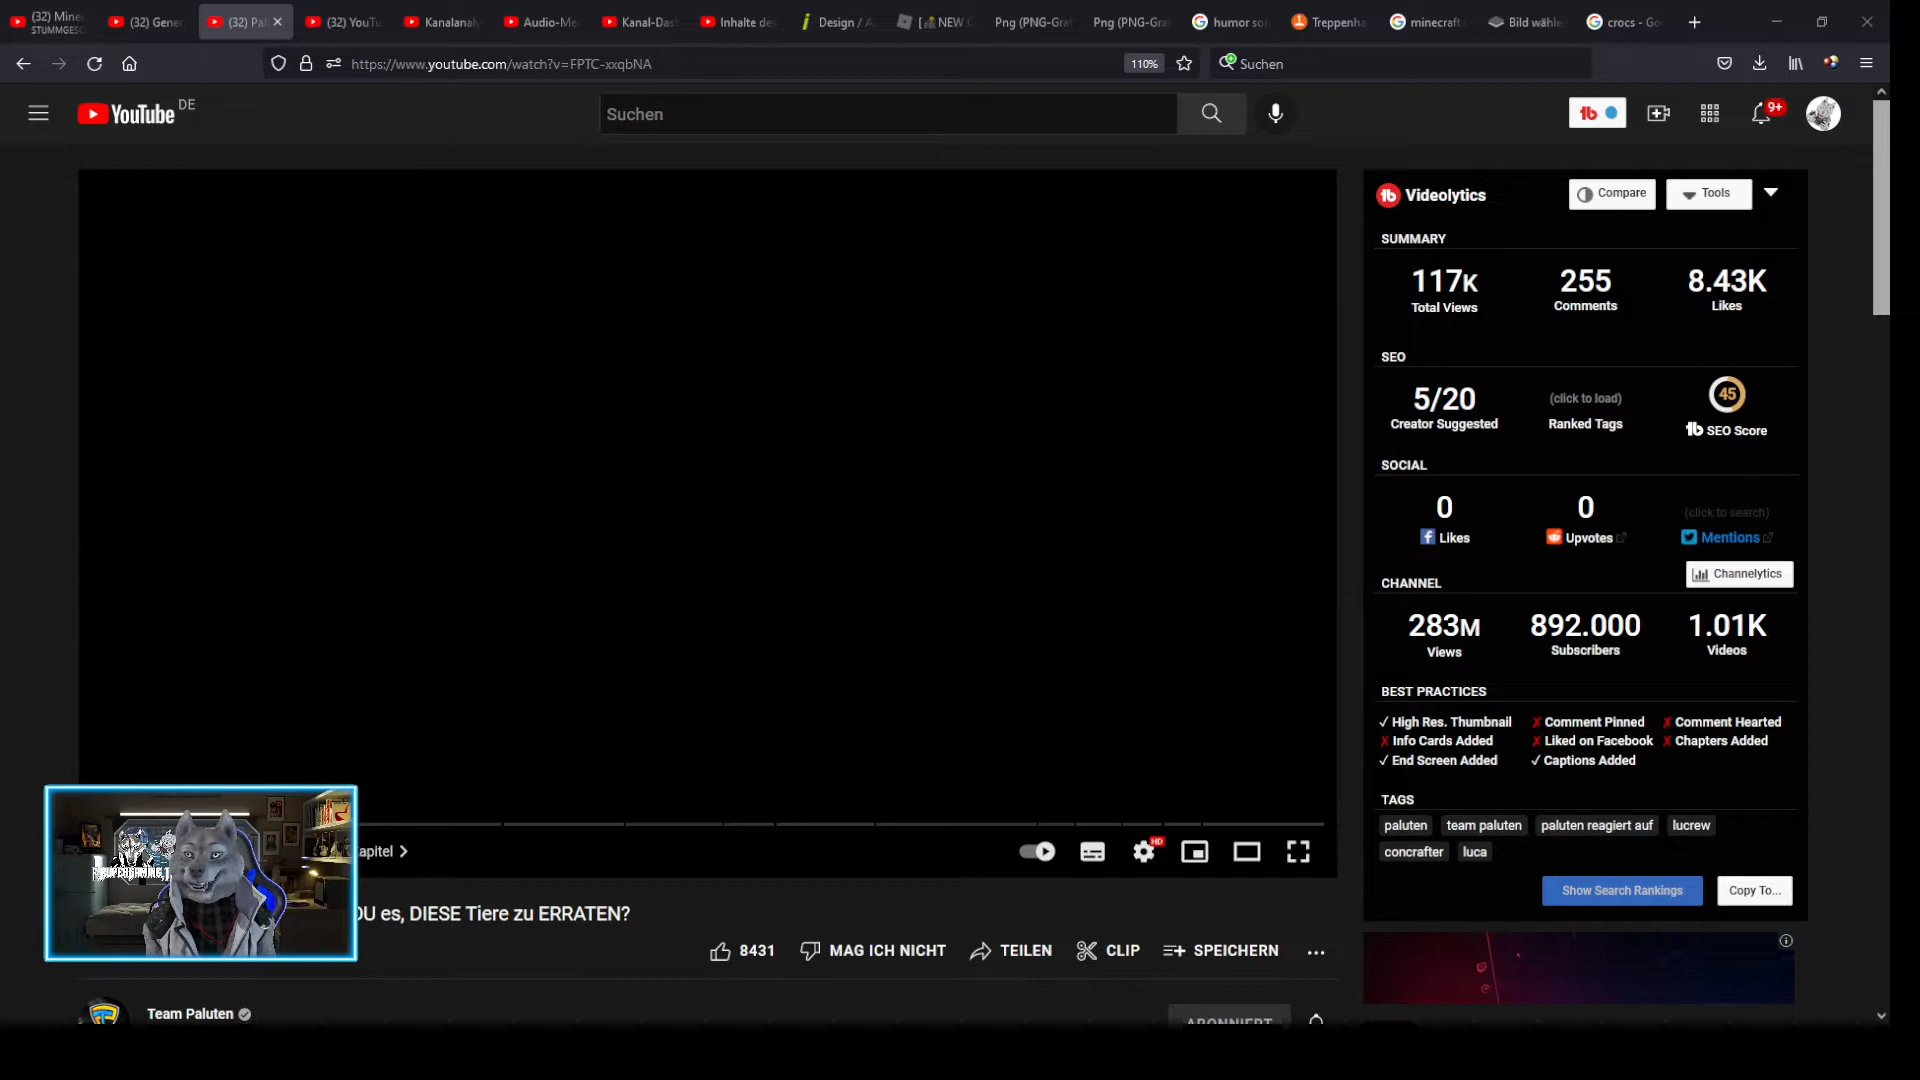 (32) Mine
STUMMGESC
(32) Gener
(32) Pal
(32) YouTu
Kanalanaly
Audio-Me
Kanal-Das
Inhalte des
Design / A
NEW
Png (PNG-Graf
Png (PNG-Gra
humor so
Treppenha
minecraft
Bild wähle
crocs - Go
https://www.youtube.com/watch?v=FPTC-xxqbNA
110%
Suchen
YouTube DE
Suchen
9+
Videolytics
Compare
Tools
SUMMARY
117K 255 8.43K
Total Views Comments Likes
SEO
5/20 (click to load) 45
Creator Suggested Ranked Tags SEO Score
SOCIAL
0 0 (click to search)
Likes Upvotes Mentions
Channelytics
CHANNEL
283M 892.000 1.01K
Views Subscribers Videos
BEST PRACTICES
✓ High Res. Thumbnail ✗ Comment Pinned ✗ Comment Hearted
✗ Info Cards Added ✗ Liked on Facebook ✗ Chapters Added
✓ End Screen Added ✓ Captions Added
TAGS
paluten team paluten paluten reagiert auf lucrew
concrafter luca
Show Search Rankings Copy To...
apitel
HD
DU es, DIESE Tiere zu ERRATEN?
8431 MAG ICH NICHT TEILEN CLIP SPEICHERN
Team Paluten
ABONNIERT